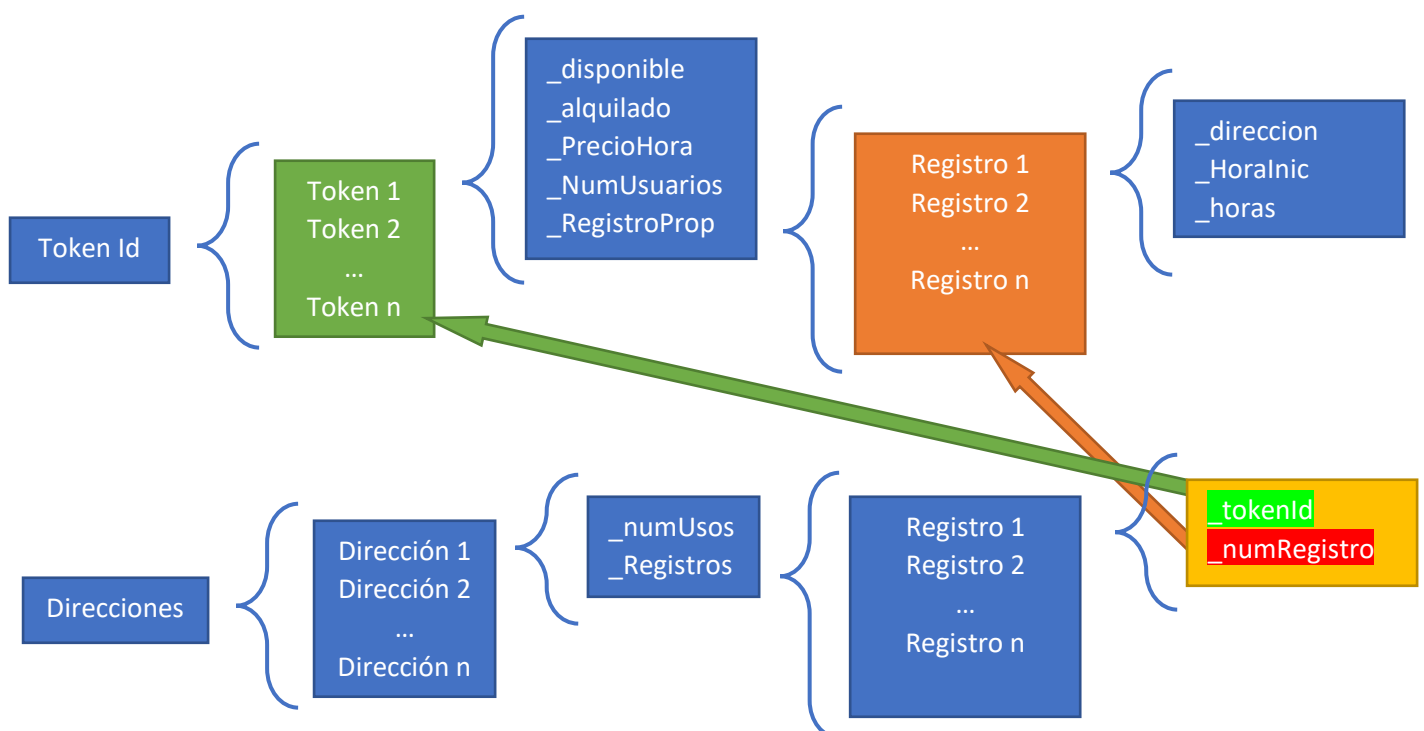 Token Id
Token 1
Token 2
...
Token n
_disponible
_alquilado
_PrecioHora
_NumUsuarios
_RegistroProp
Registro 1
Registro 2
...
Registro n
_direccion
_HoraInic
_horas
Direcciones
Dirección 1
Dirección 2
...
Dirección n
_numUsos
_Registros
Registro 1
Registro 2
...
Registro n
_tokenId
_numRegistro